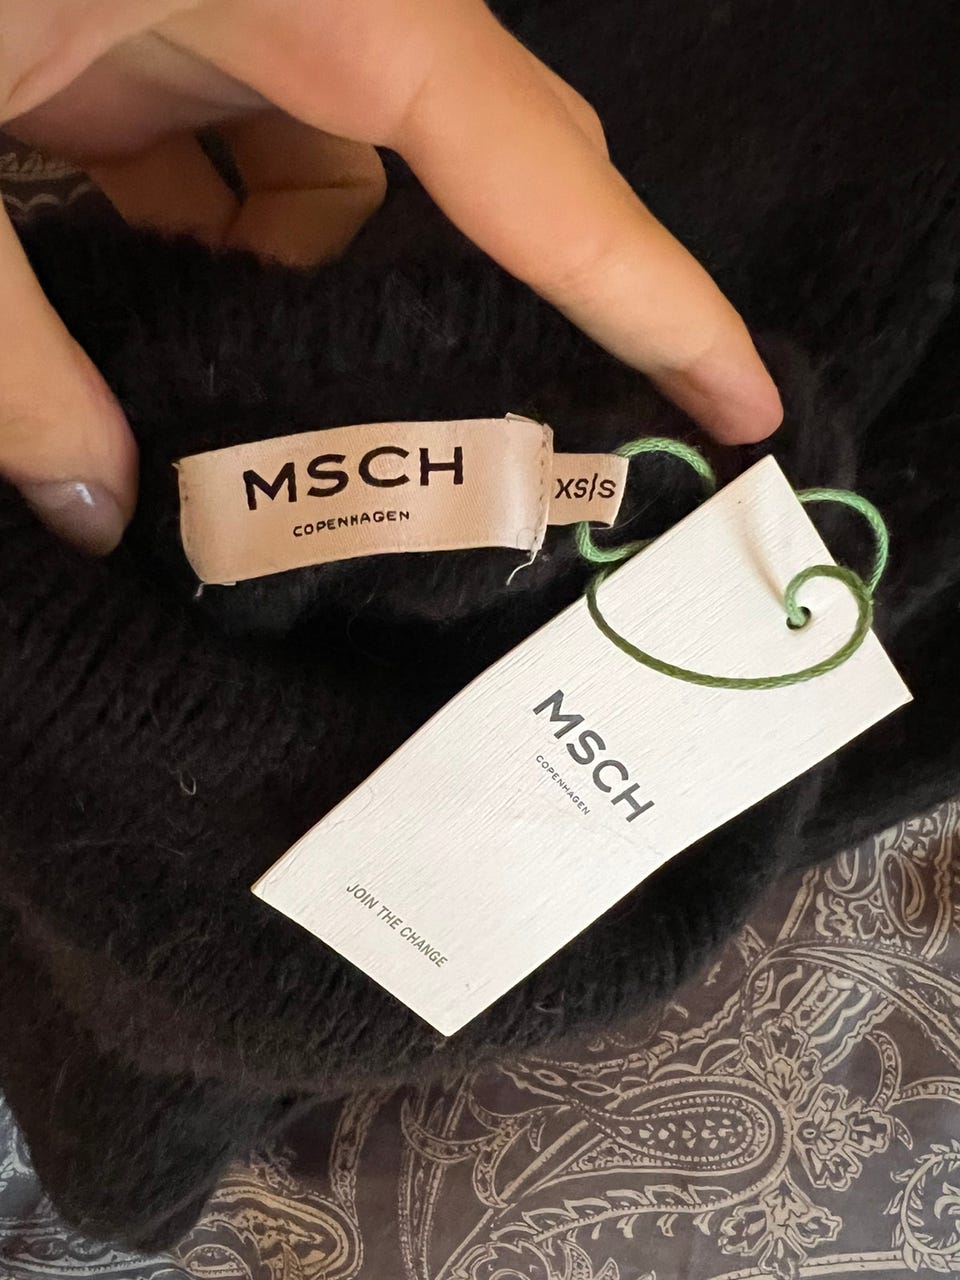 MSCH
COPENHAGEN
XS|S
MSCH
COPENHAGEN
JOIN THE CHANGE